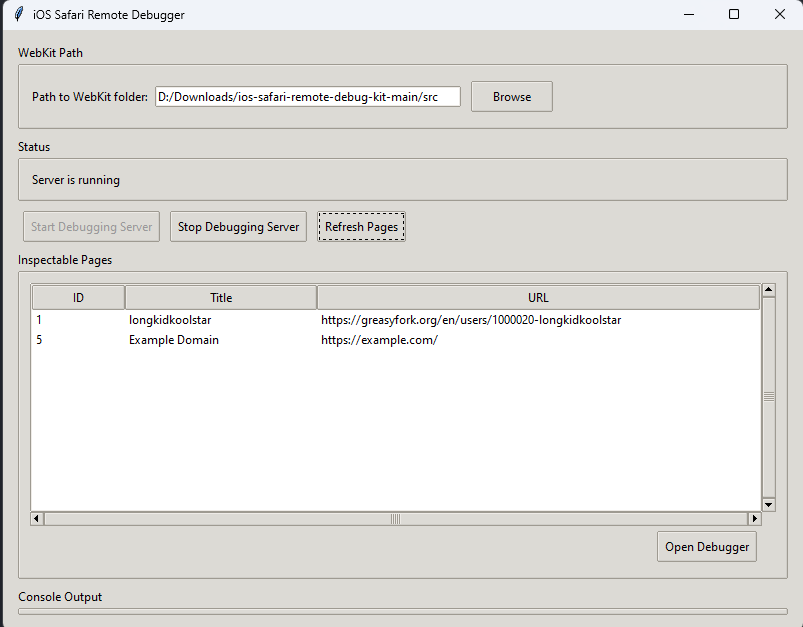 iOS Safari Remote Debugger
WebKit Path
Path to WebKit folder: D:/Downloads/ios-safari-remote-debug-kit-main/src Browse
Status
Server is running
Start Debugging Server Stop Debugging Server Refresh Pages
Inspectable Pages
ID Title URL
1 longkidkoolstar https://greasyfork.org/en/users/1000020-longkidkoolstar
5 Example Domain https://example.com/
Open Debugger
Console Output